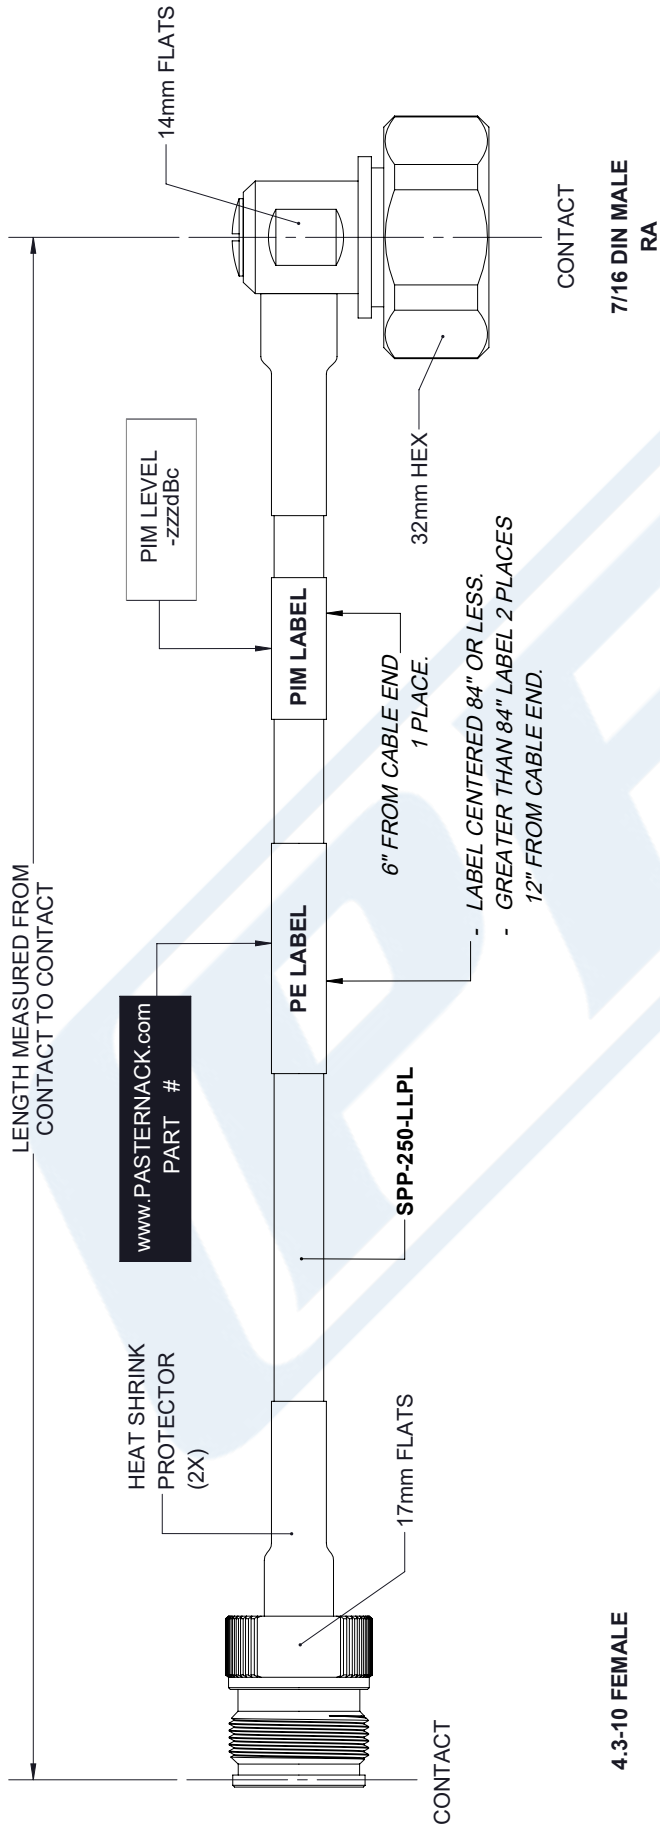 LENGTH MEASURED FROM
CONTACT TO CONTACT
www.PASTERNACK.com
PART #
HEAT SHRINK
PROTECTOR
(2X)
PIM LEVEL
-zzzdBc
14mm FLATS
PE LABEL
PIM LABEL
17mm FLATS
SPP-250-LLPL
6" FROM CABLE END
1 PLACE.
32mm HEX
- LABEL CENTERED 84" OR LESS.
- GREATER THAN 84" LABEL 2 PLACES
12" FROM CABLE END.
CONTACT
4.3-10 FEMALE
CONTACT
7/16 DIN MALE
RA